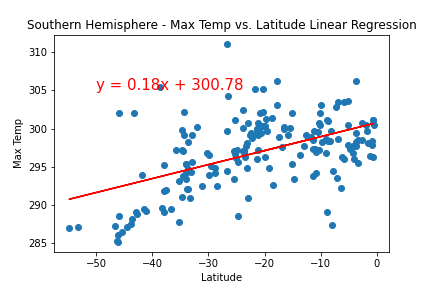 Southern Hemisphere - Max Temp vs. Latitude Linear Regression
310
y = 0.18x + 300.78
305
300
295
290
285
Max Temp
−50 −40 −30 −20 −10 0
Latitude